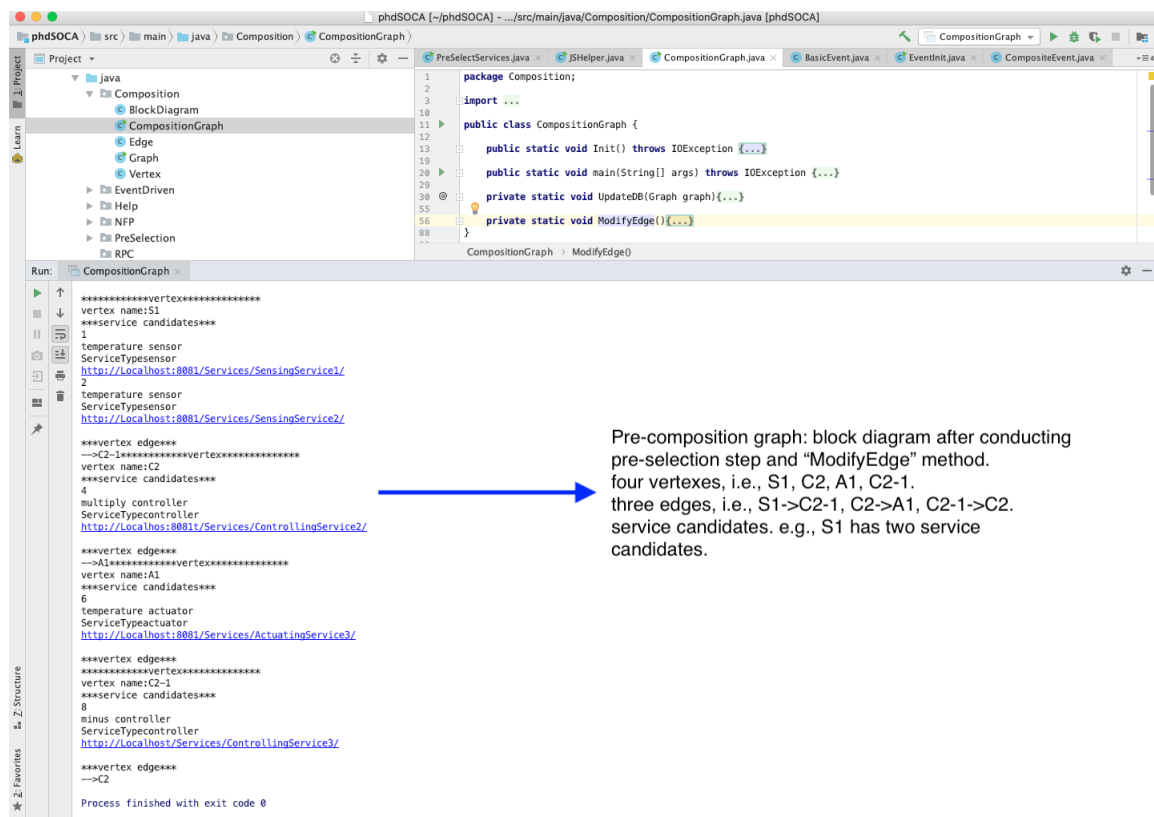 phdSOCA [~/phdSOCA] - .../src/main/java/Composition/CompositionGraph.java [phdSOCA]
phdSOCA src main java Composition CompositionGraph CompositionGraph
Project PreSelectServices.java JSHelper.java CompositionGraph.java BasicEvent.java EventInit.java CompositeEvent.java
1: Project
Learn
java
Composition
BlockDiagram
CompositionGraph
Edge
Graph
Vertex
EventDriven
Help
NFP
PreSelection
RPC
1 package Composition;
2
3 import ...
10
11 public class CompositionGraph {
12
13 public static void Init() throws IOException {...}
19
20 public static void main(String[] args) throws IOException {...}
29
30 @ private static void UpdateDB(Graph graph){...}
55
56 private static void ModifyEdge(){...}
88 }
CompositionGraph › ModifyEdge()
Run: CompositionGraph
************vertex**************
vertex name:S1
***service candidates***
1
temperature sensor
ServiceTypesensor
http://Localhost:8081/Services/SensingService1/
2
temperature sensor
ServiceTypesensor
http://Localhost:8081/Services/SensingService2/
***vertex edge***
-->C2-1************vertex**************
vertex name:C2
***service candidates***
4
multiply controller
ServiceTypecontroller
http://Localhos:8081t/Services/ControllingService2/
***vertex edge***
-->A1************vertex**************
vertex name:A1
***service candidates***
6
temperature actuator
ServiceTypeactuator
http://Localhost:8081/Services/ActuatingService3/
***vertex edge***
************vertex**************
vertex name:C2-1
***service candidates***
8
minus controller
ServiceTypecontroller
http://Localhost/Services/ControllingService3/
***vertex edge***
-->C2
Process finished with exit code 0
Pre-composition graph: block diagram after conducting
pre-selection step and “ModifyEdge” method.
four vertexes, i.e., S1, C2, A1, C2-1.
three edges, i.e., S1->C2-1, C2->A1, C2-1->C2.
service candidates. e.g., S1 has two service
candidates.
Z: Structure
2: Favorites